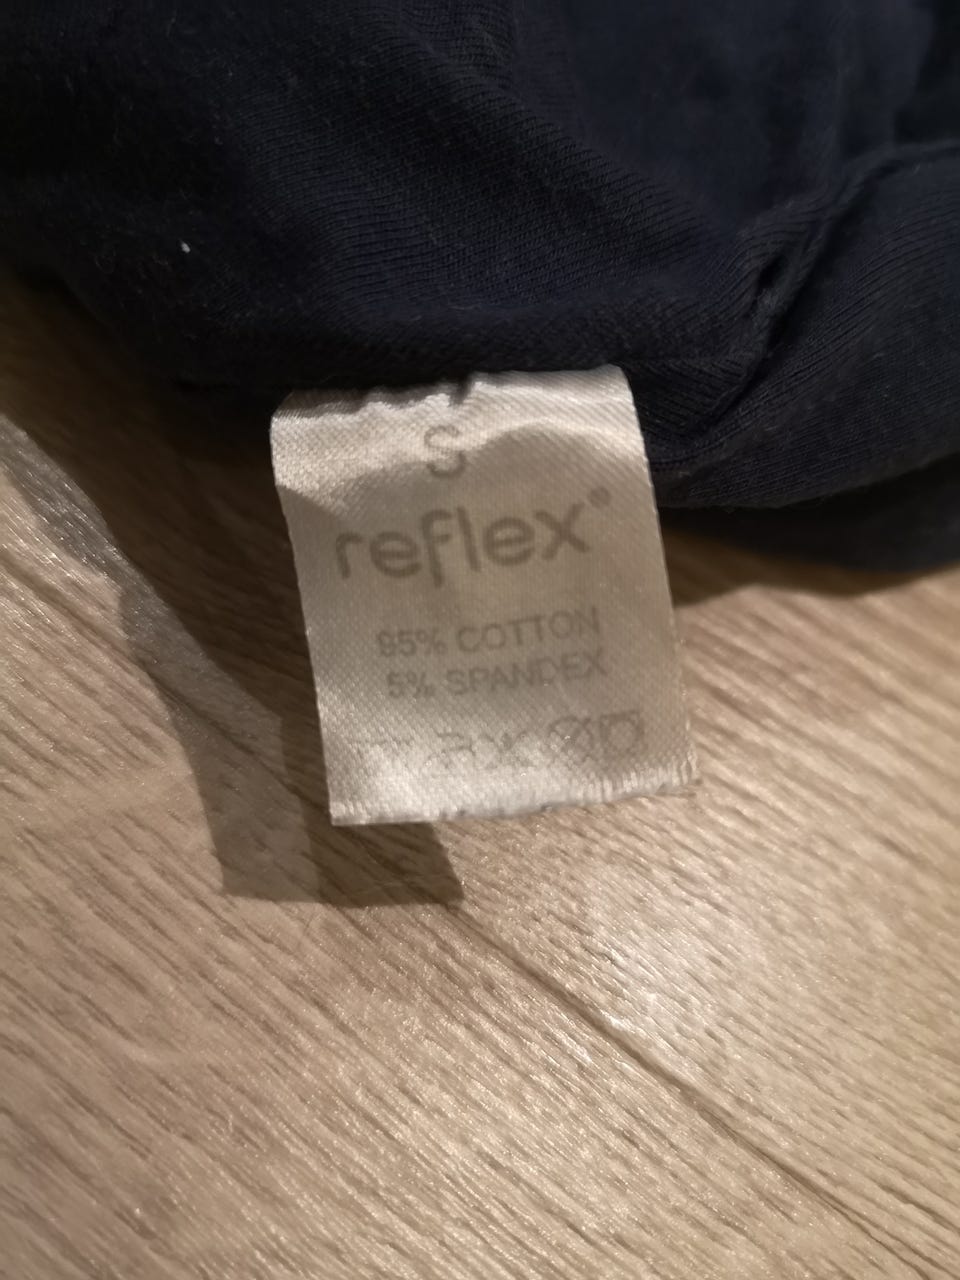 S
reflex®
95% COTTON
5% SPANDEX